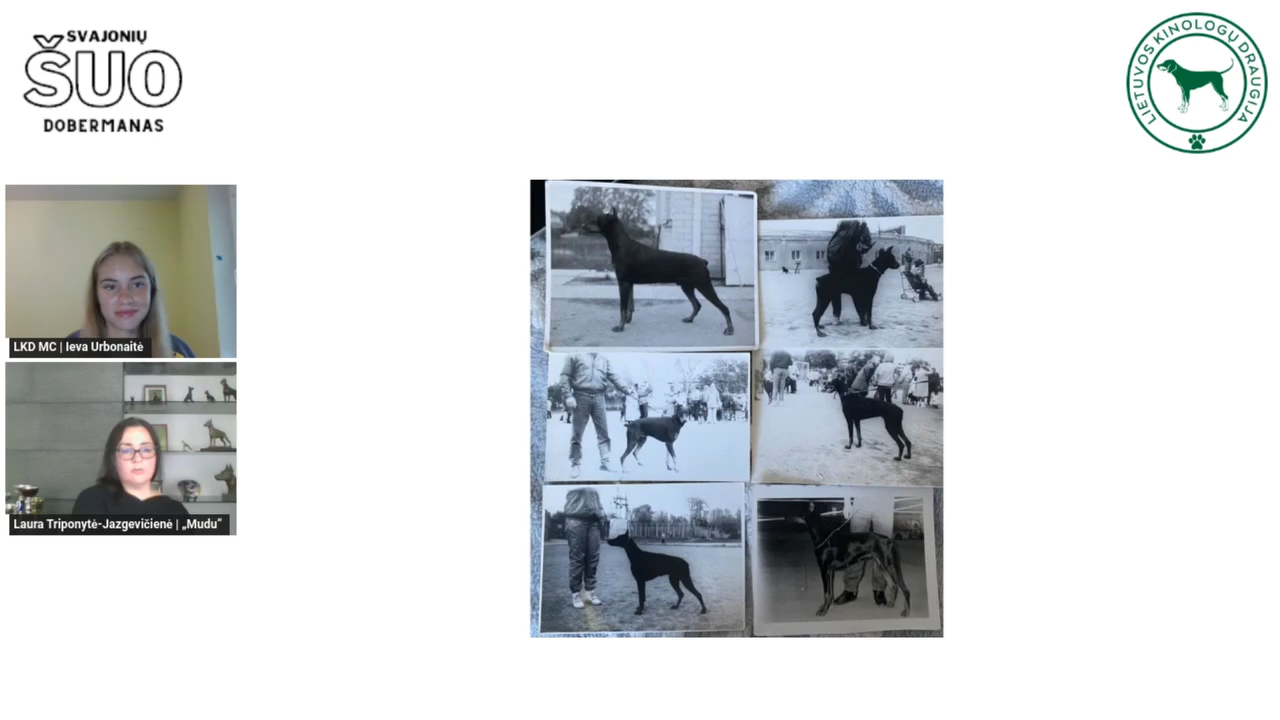 SVAJONIŲ
ŠUO
DOBERMANAS
LIETUVOS KINOLOGŲ DRAUGIJA
LKD MC | Ieva Urbonaitė
Laura Triponytė-Jazgevičienė | „Mudu“